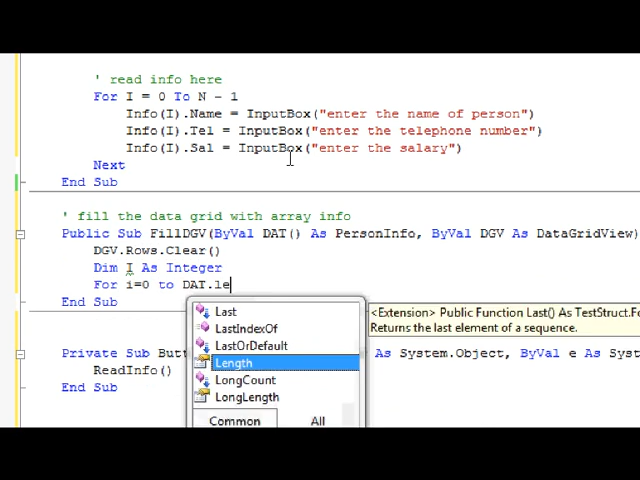 ' read info here
For I = 0 To N - 1
Info(I).Name = InputBox("enter the name of person")
Info(I).Tel = InputBox("enter the telephone number")
Info(I).Sal = InputBox("enter the salary")
Next
End Sub
' fill the data grid with array info
Public Sub FillDGV(ByVal DAT() As PersonInfo, ByVal DGV As DataGridView)
DGV.Rows.Clear()
Dim I As Integer
For i=0 to DAT.le
End Sub
Last
LastIndexOf
LastOrDefault
Length
LongCount
LongLength
Common All
<Extension> Public Function Last() As TestStruct.Fo
Returns the last element of a sequence.
Private Sub Butt As System.Object, ByVal e As Syst
ReadInfo()
End Sub